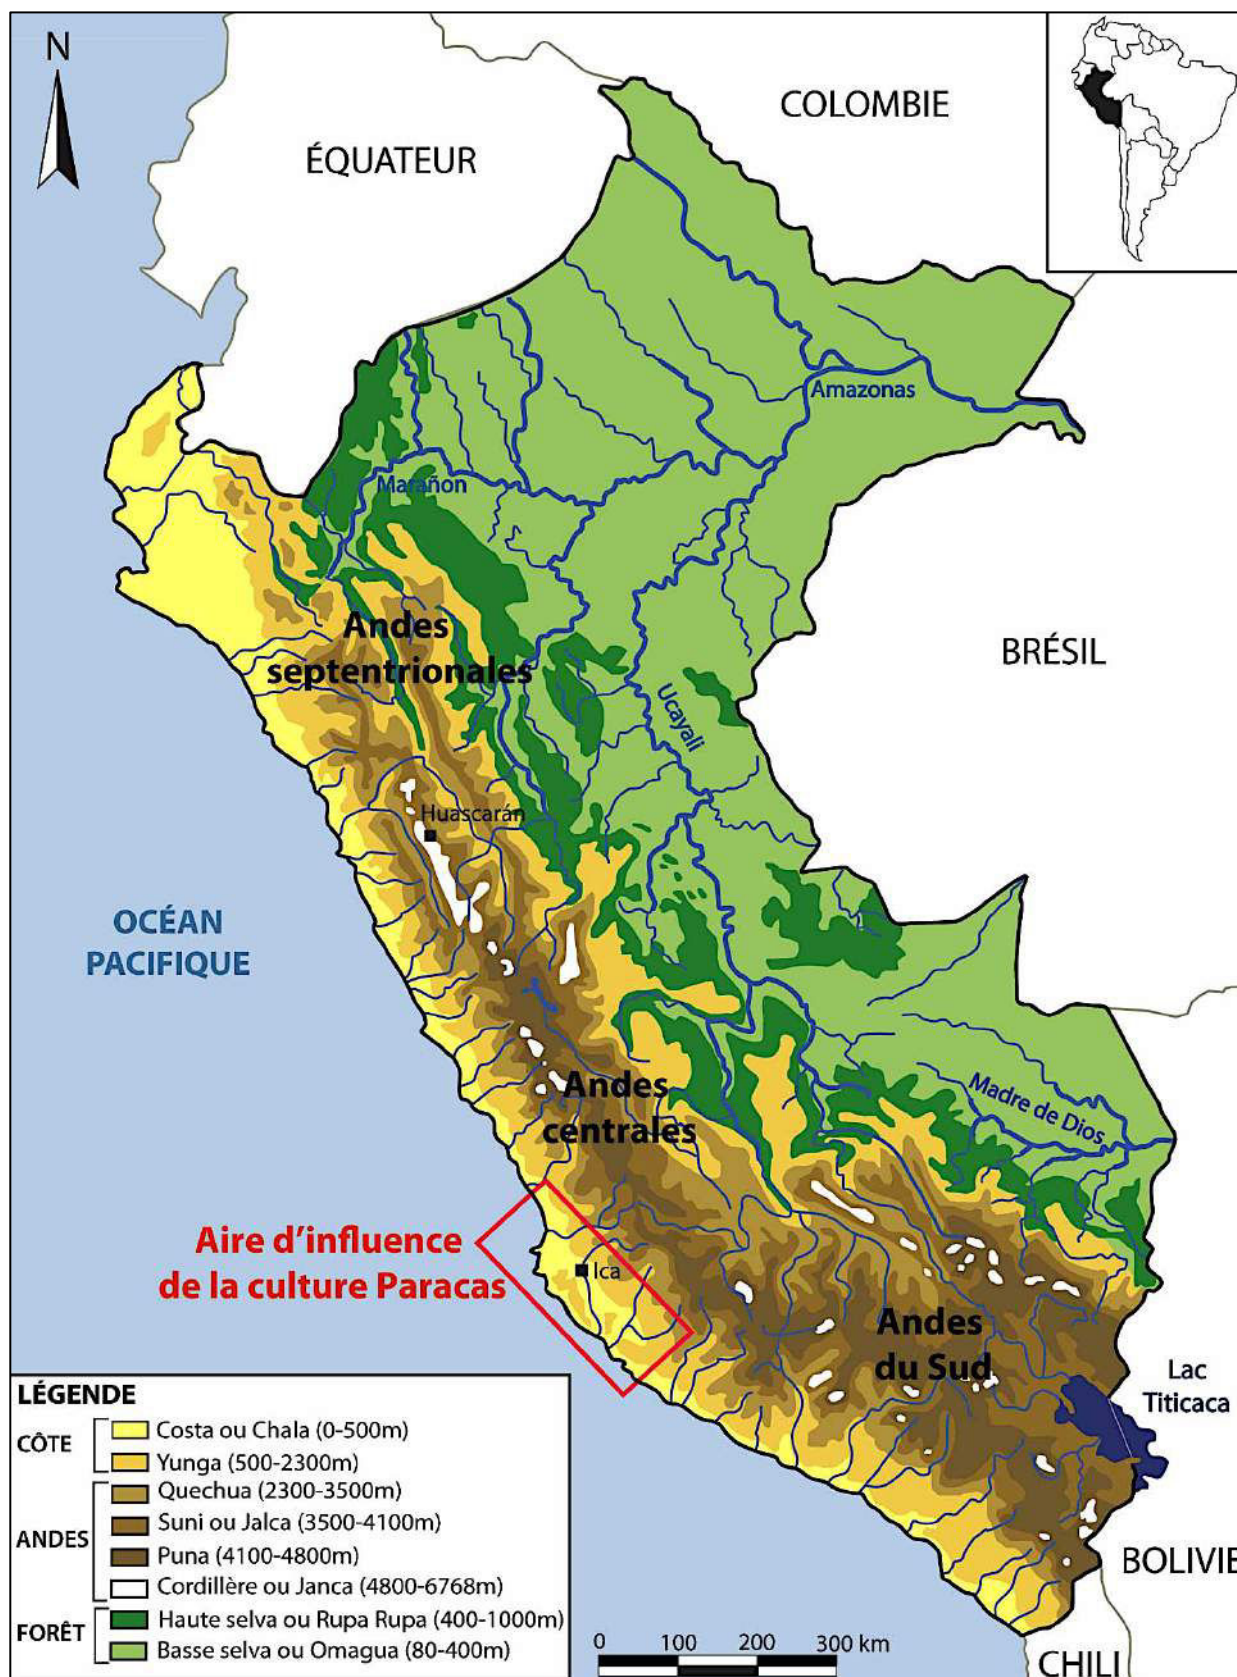 N
COLOMBIE
ÉQUATEUR
Amazonas
Marañon
Andes
septentrionales
BRÉSIL
Ucayali
Huascarán
OCÉAN
PACIFIQUE
Andes
centrales
Madre de Dios
Aire d'influence
de la culture Paracas
Ica
Andes
du Sud
Lac
Titicaca
BOLIVIE
CHILI
LÉGENDE
CÔTE
Costa ou Chala (0-500m)
Yunga (500-2300m)
ANDES
Quechua (2300-3500m)
Suni ou Jalca (3500-4100m)
Puna (4100-4800m)
Cordillère ou Janca (4800-6768m)
FORÊT
Haute selva ou Rupa Rupa (400-1000m)
Basse selva ou Omagua (80-400m)
0 100 200 300 km